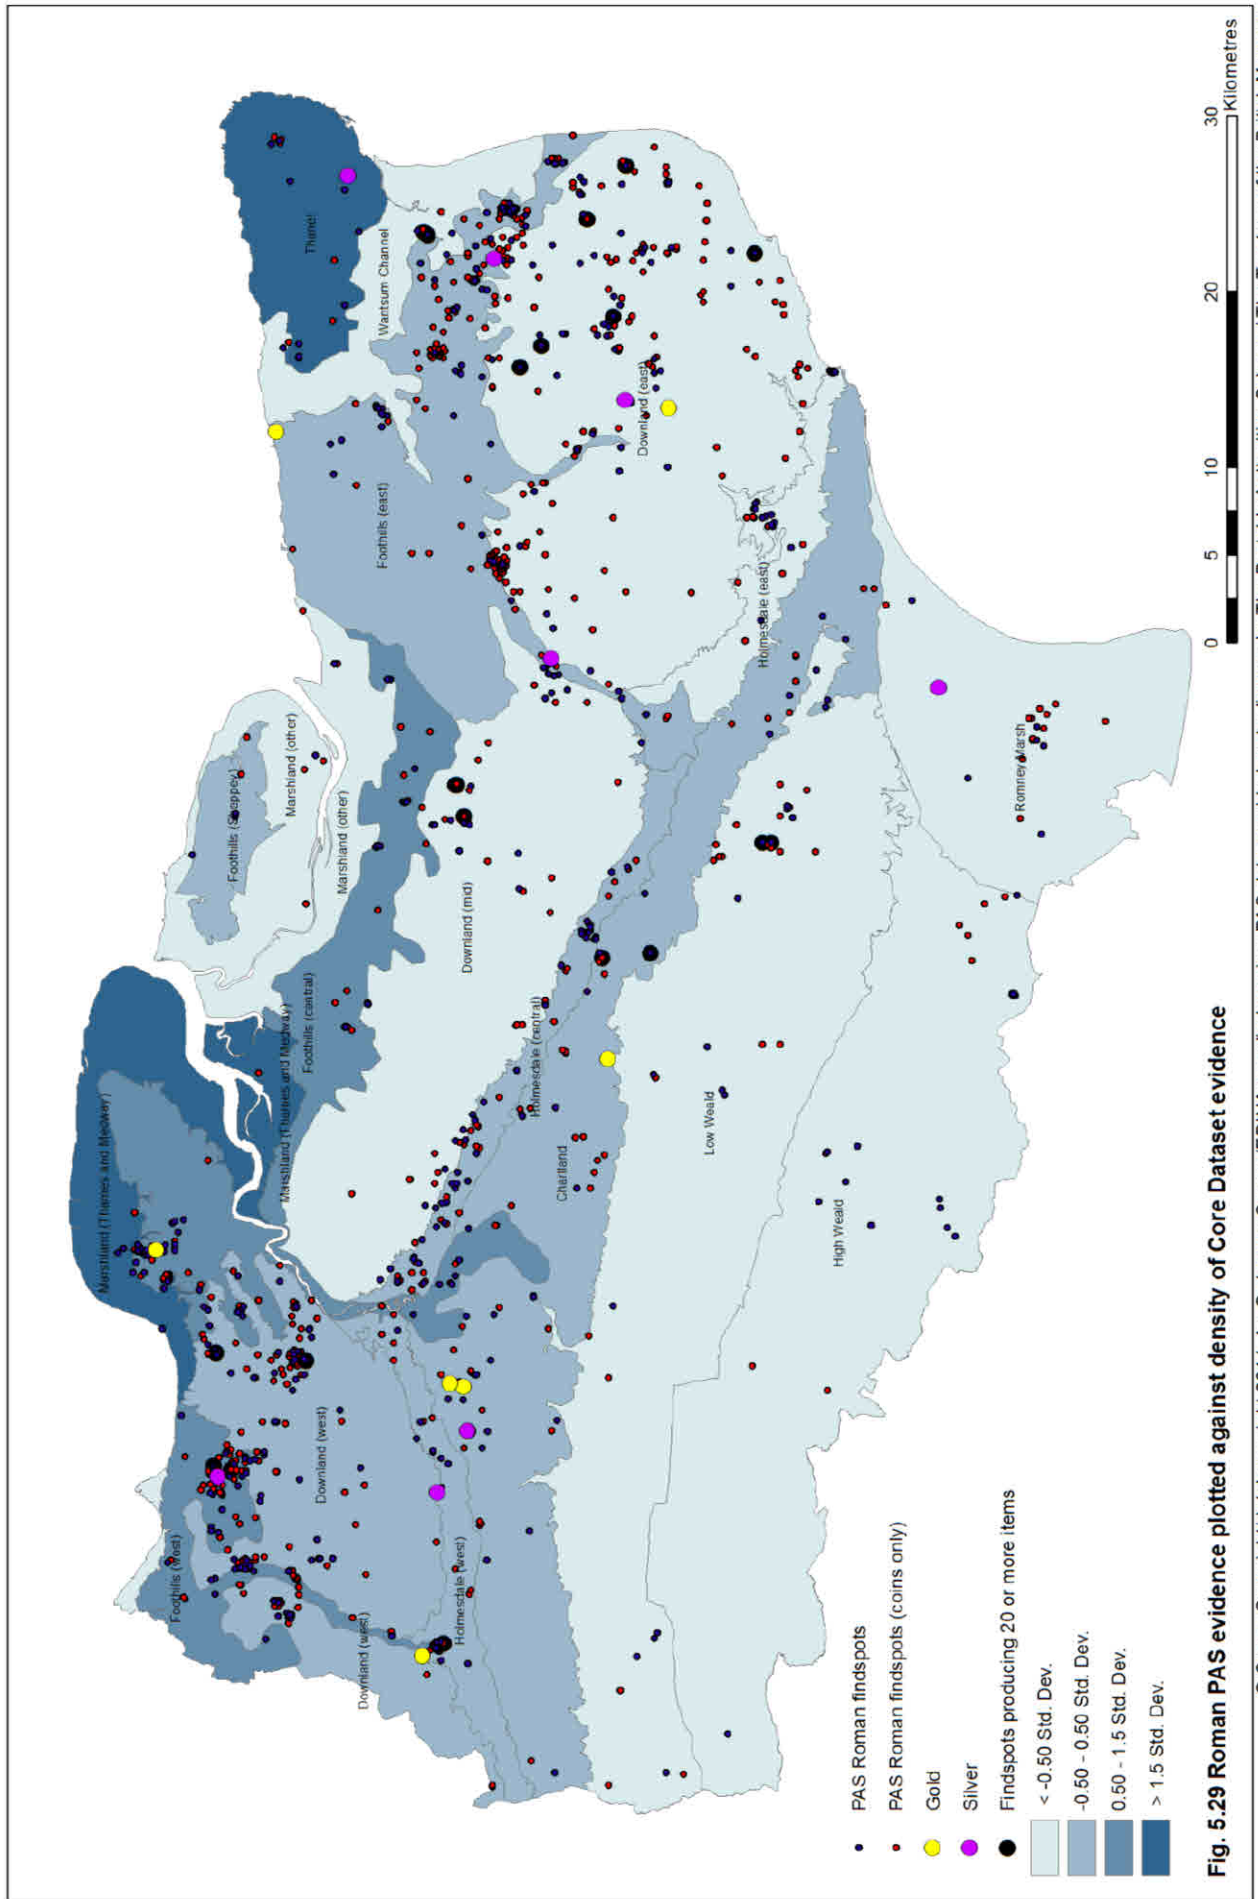 Thanet
Wantsum Channel
Foothills (east)
Downland (east)
Holmesdale (east)
Marshland (other)
Foothills (Sheppey)
Marshland (other)
Downland (mid)
Romney Marsh
Foothills (central)
Marshland (Thames and Medway)
Marshland (Thames and Medway)
Holmesdale (central)
Chartland
Low Weald
High Weald
Downland (west)
Foothills (west)
Holmesdale (west)
Downland (west)
PAS Roman findspots
PAS Roman findspots (coins only)
Gold
Silver
Findspots producing 20 or more items
< -0.50 Std. Dev.
-0.50 - 0.50 Std. Dev.
0.50 - 1.5 Std. Dev.
> 1.5 Std. Dev.
0 5 10 20 30
Kilometres
Fig. 5.29 Roman PAS evidence plotted against density of Core Dataset evidence